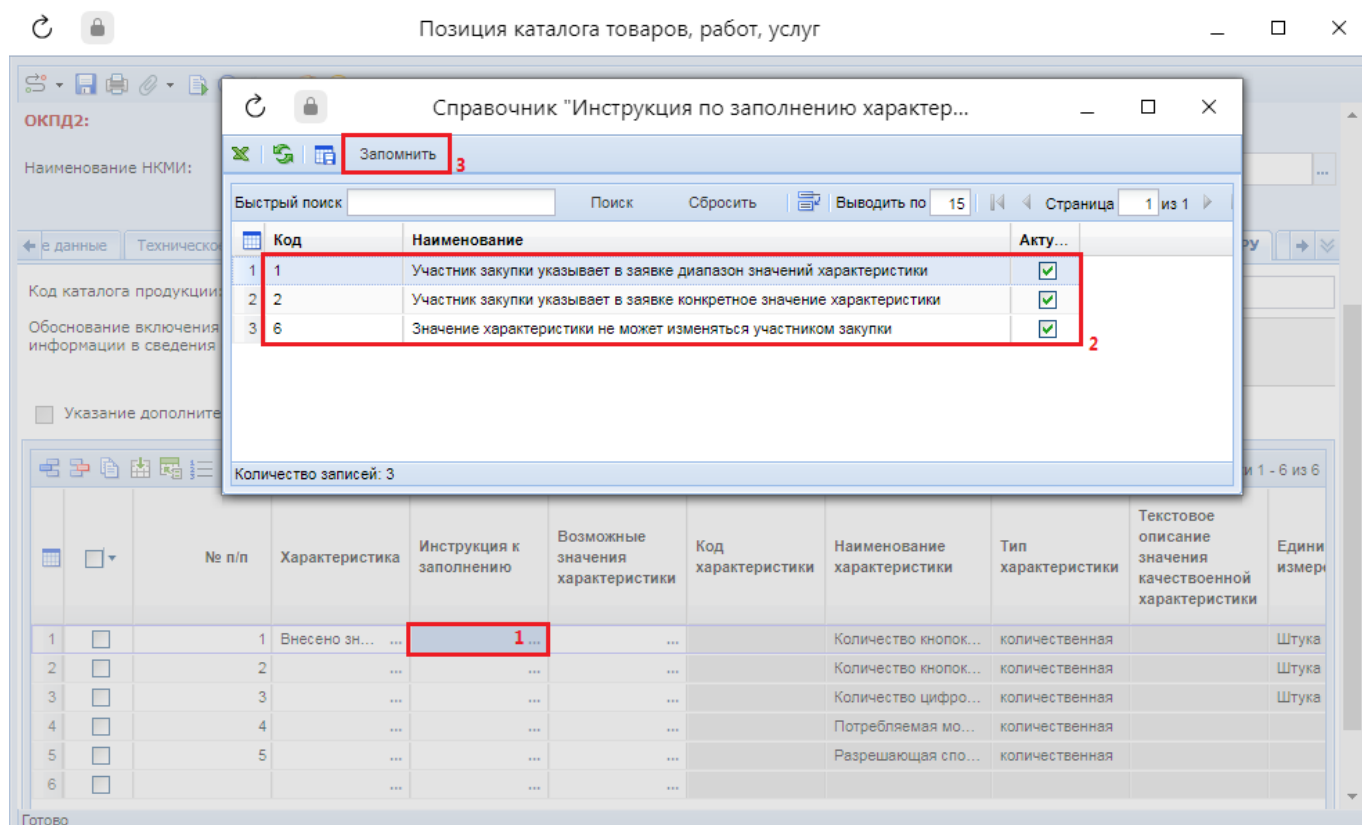 Позиция каталога товаров, работ, услуг
Справочник "Инструкция по заполнению характер...
ОКПД2:
Наименование НКМИ:
...
Запомнить 3
Быстрый поиск Поиск Сбросить Выводить по 15 Страница 1 из 1
Код Наименование Акту...
1 1 Участник закупки указывает в заявке диапазон значений характеристики
2 2 Участник закупки указывает в заявке конкретное значение характеристики
3 6 Значение характеристики не может изменяться участником закупки
2
Количество записей: 3
е данные Техническо РУ
Код каталога продукции:
Обоснование включения
информации в сведения
Указание дополните
и 1 - 6 из 6
№ п/п Характеристика Инструкция к заполнению Возможные значения характеристики Код характеристики Наименование характеристики Тип характеристики Текстовое описание значения качествоенной характеристики Едини измере
1 1 Внесено зн... ... 1 ... ... Количество кнопок... количественная Штука
2 2 ... ... ... Количество кнопок... количественная Штука
3 3 ... ... ... Количество цифро... количественная Штука
4 4 ... ... ... Потребляемая мо... количественная
5 5 ... ... ... Разрешающая спо... количественная
6 ... ... ...
Готово